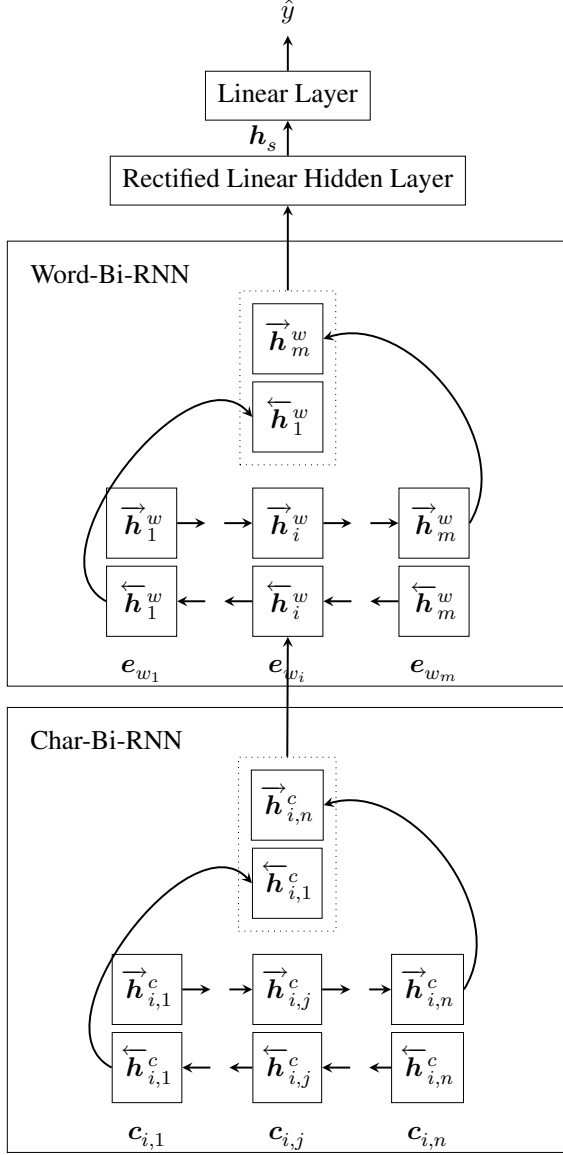 ŷ
Linear Layer
h_s
Rectified Linear Hidden Layer
Word-Bi-RNN
→h^w_m
←h^w_1
→h^w_1 →h^w_i →h^w_m
←h^w_1 ←h^w_i ←h^w_m
e_{w_1} e_{w_i} e_{w_m}
Char-Bi-RNN
→h^c_{i,n}
←h^c_{i,1}
→h^c_{i,1} →h^c_{i,j} →h^c_{i,n}
←h^c_{i,1} ←h^c_{i,j} ←h^c_{i,n}
c_{i,1} c_{i,j} c_{i,n}